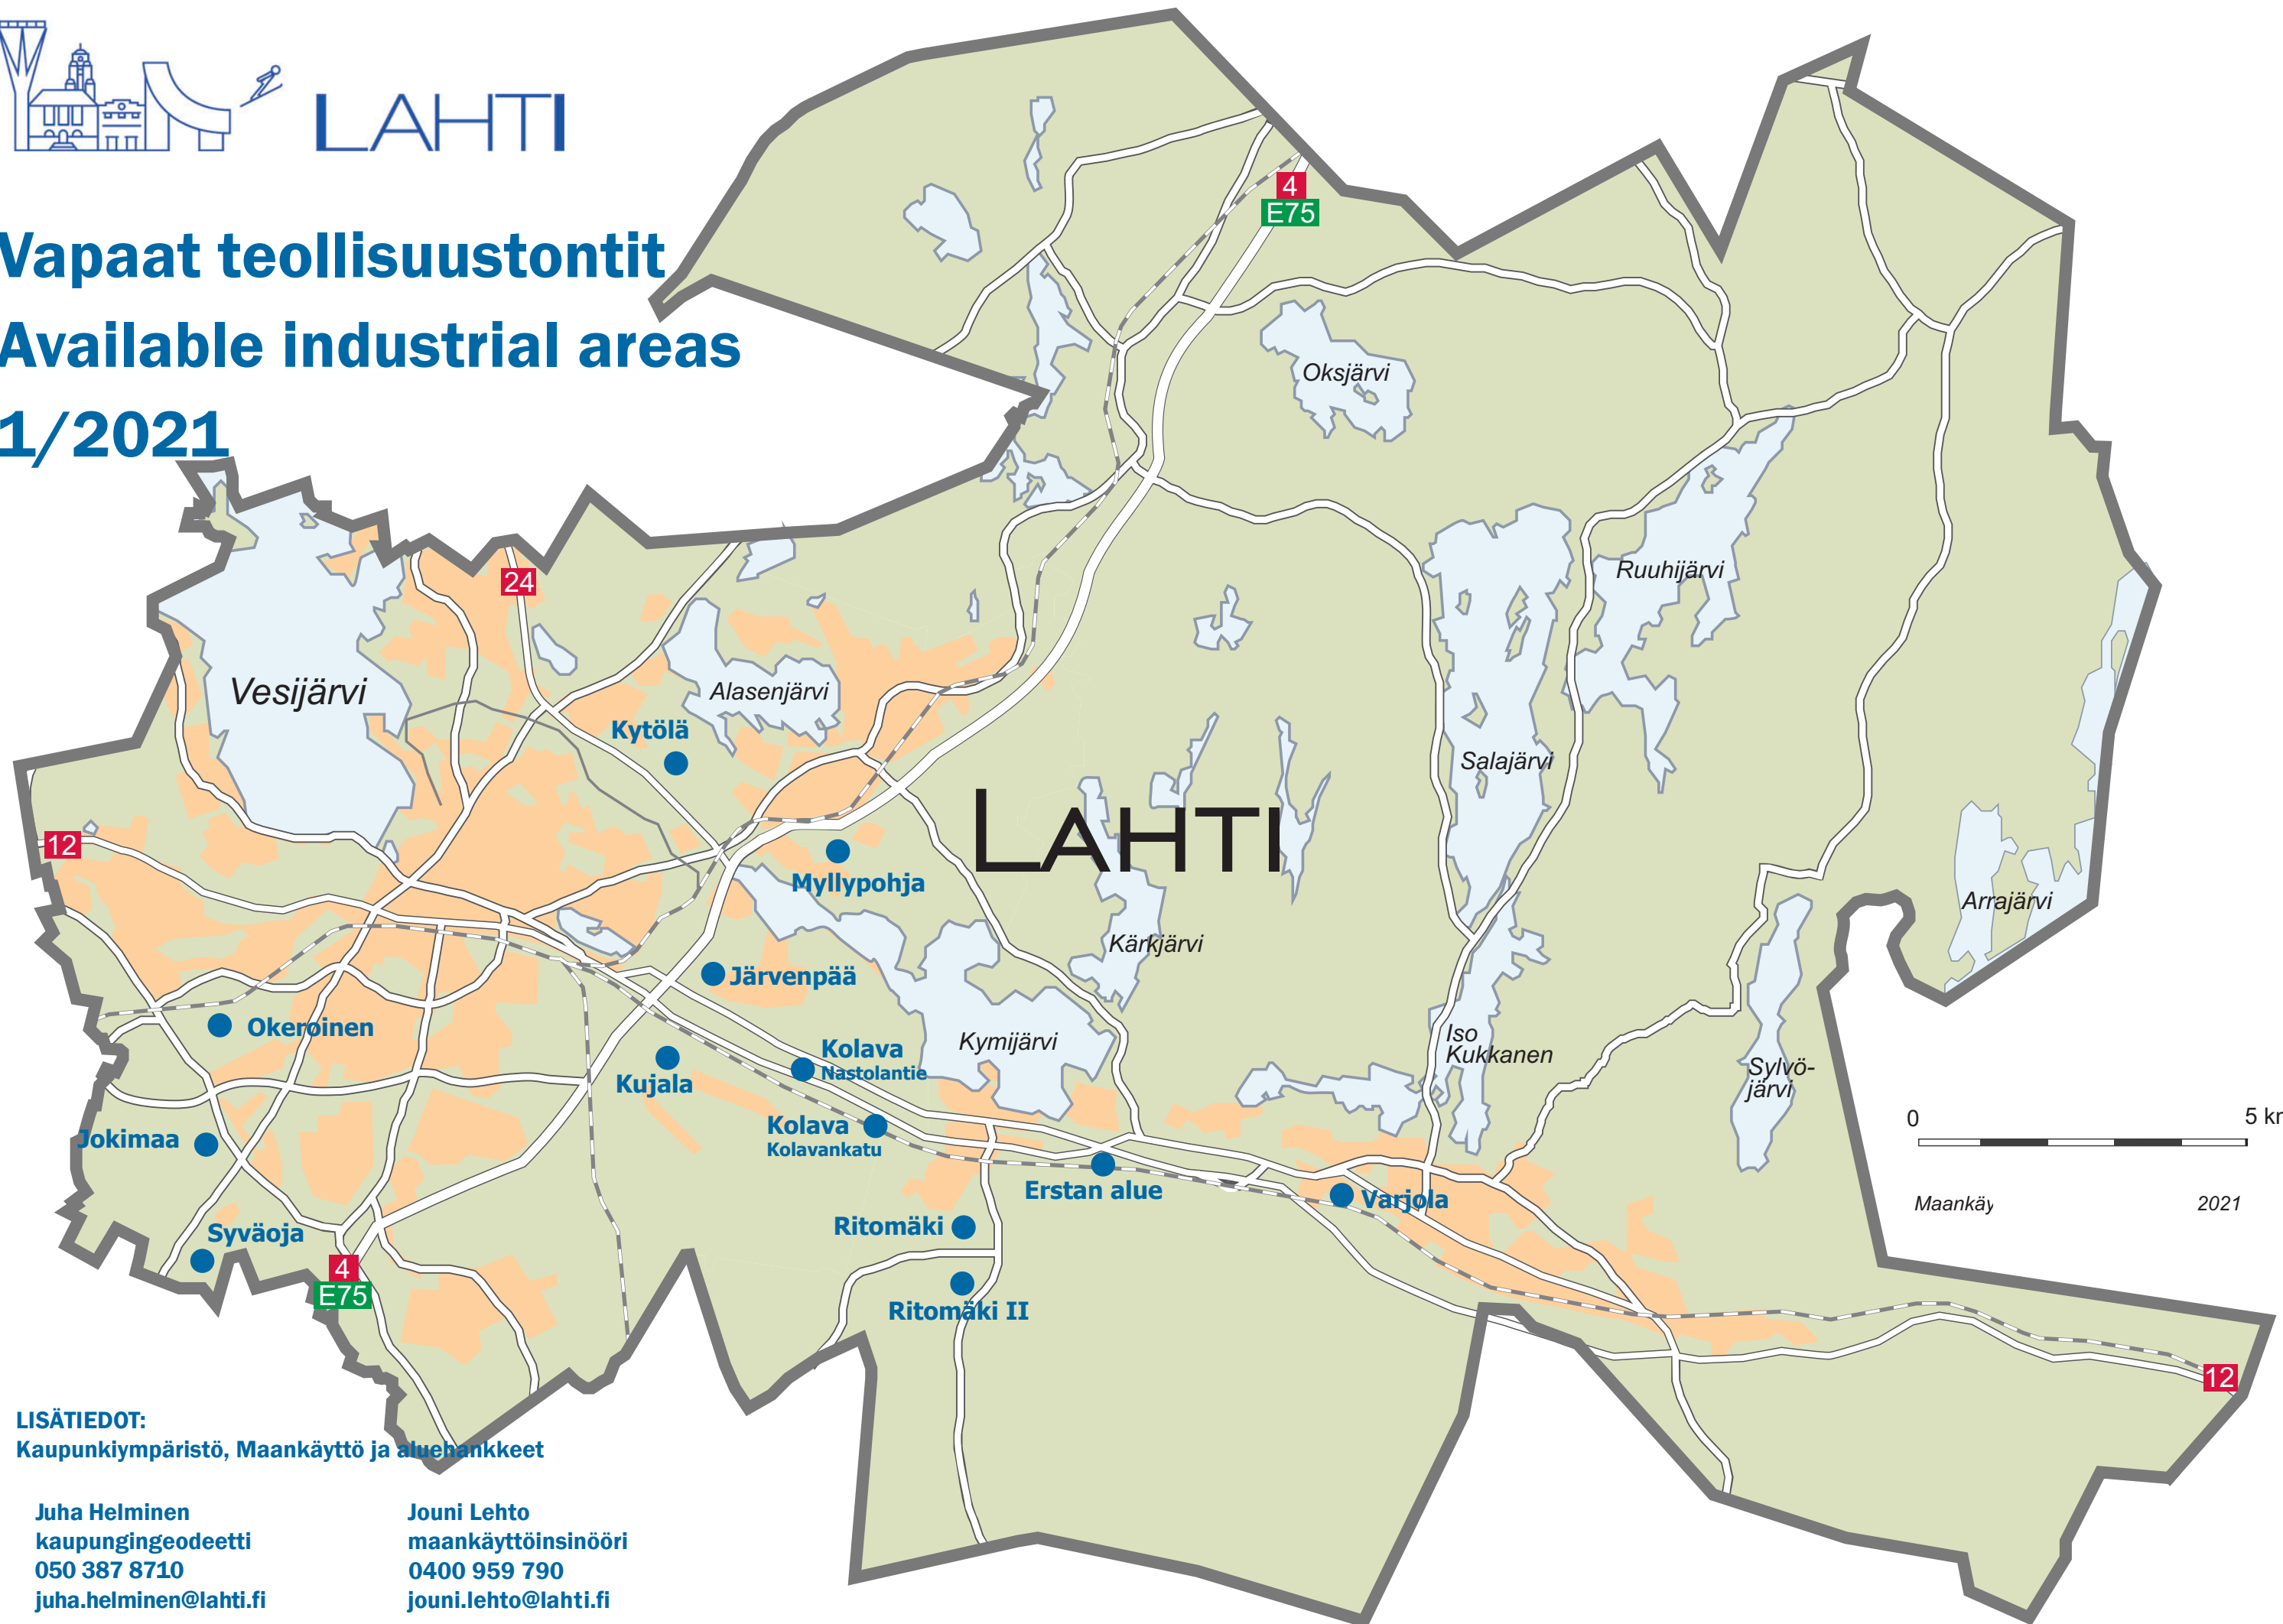 LAHTI
Vapaat teollisuustontit
Available industrial areas
1/2021
4
E75
Oksjärvi
24
Ruuhijärvi
Vesijärvi
Alasenjärvi
Kytölä
Salajärvi
LAHTI
12
Myllypohja
Arrajärvi
Kärkjärvi
Järvenpää
Okeroinen
Kymijärvi
Iso
Kukkanen
Kolava
Nastolantie
Kujala
Sylvö-
järvi
0
Kolava
Kolavankatu
Jokimaa
Erstan alue
Varjola
Maankäy
2021
Ritomäki
Syväoja
4
E75
Ritomäki II
12
LISÄTIEDOT:
Kaupunkiympäristö, Maankäyttö ja aluehankkeet
Juha Helminen
kaupungingeodeetti
050 387 8710
juha.helminen@lahti.fi
Jouni Lehto
maankäyttöinsinööri
0400 959 790
jouni.lehto@lahti.fi